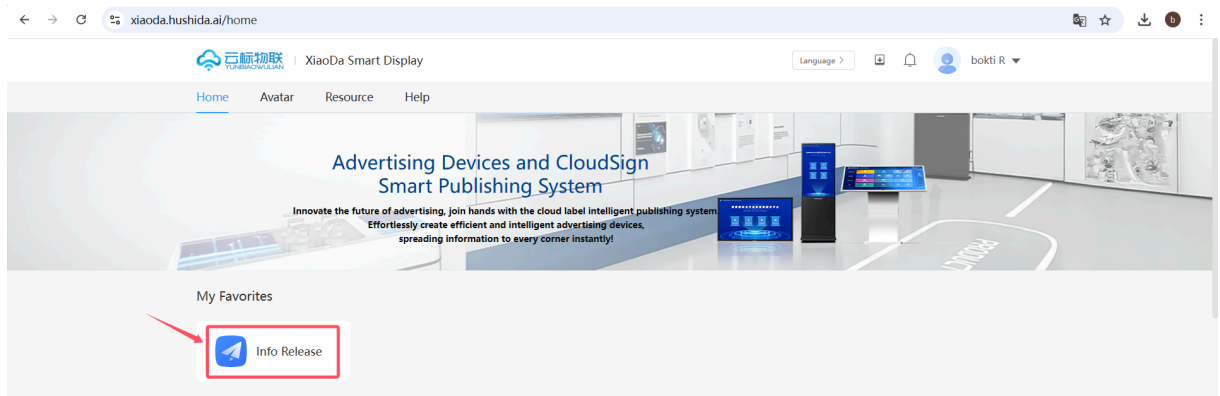 xiaoda.hushida.ai/home
b
云标物联
YUNBIAOWULIAN
XiaoDa Smart Display
Language >
bokti R
Home
Avatar
Resource
Help
Advertising Devices and CloudSign
Smart Publishing System
Innovate the future of advertising, join hands with the cloud label intelligent publishing system.
Effortlessly create efficient and intelligent advertising devices,
spreading information to every corner instantly!
PRODUCT
My Favorites
Info Release